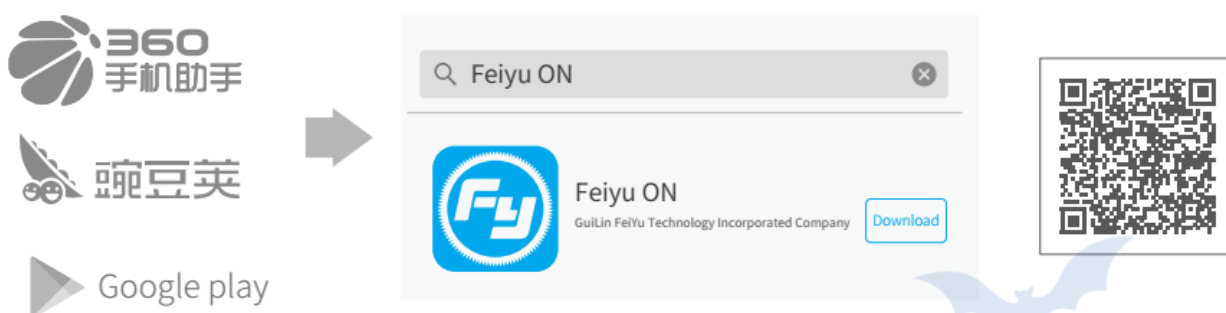 360
手机助手
豌豆荚
Google play
Feiyu ON
Fy
Feiyu ON
GuiLin FeiYu Technology Incorporated Company
Download